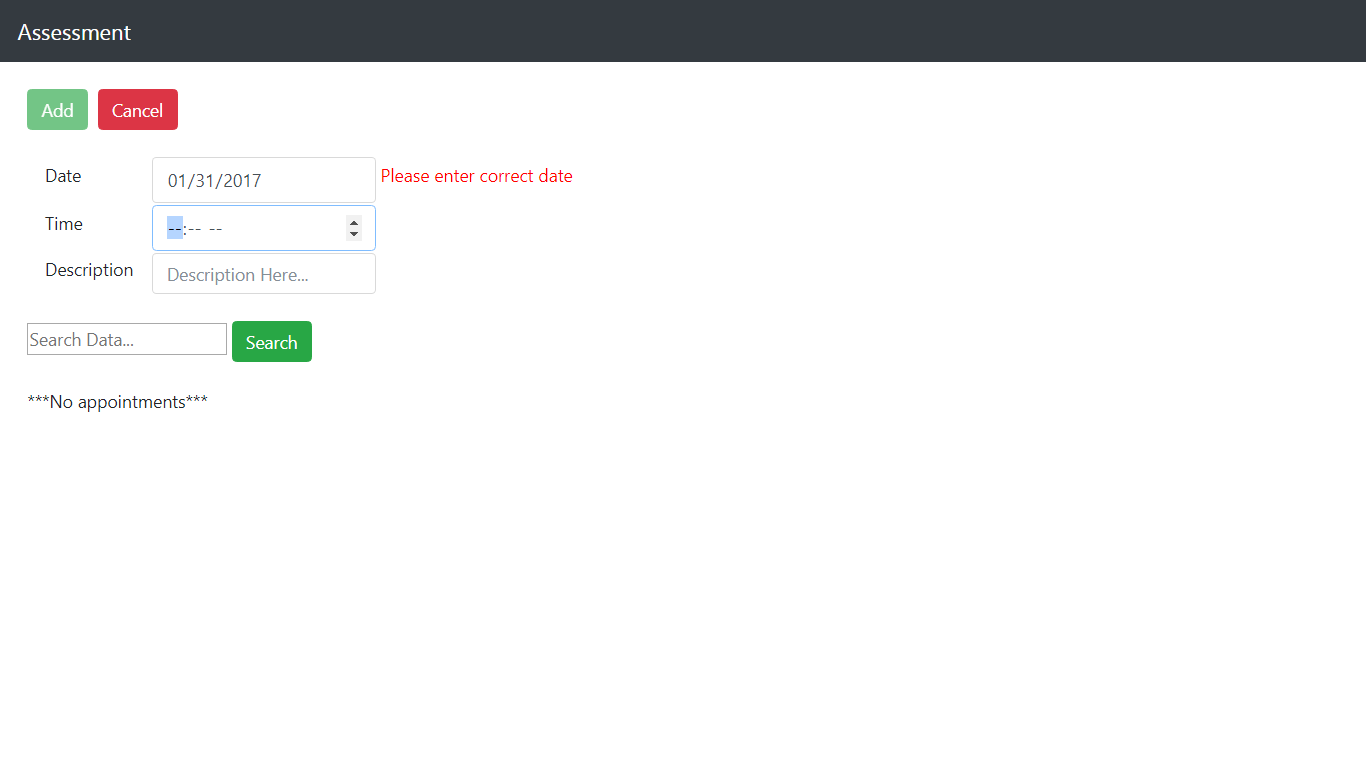 Assessment
Add Cancel
Date 01/31/2017 Please enter correct date
Time --:-- --
Description Description Here...
Search Data... Search
***No appointments***